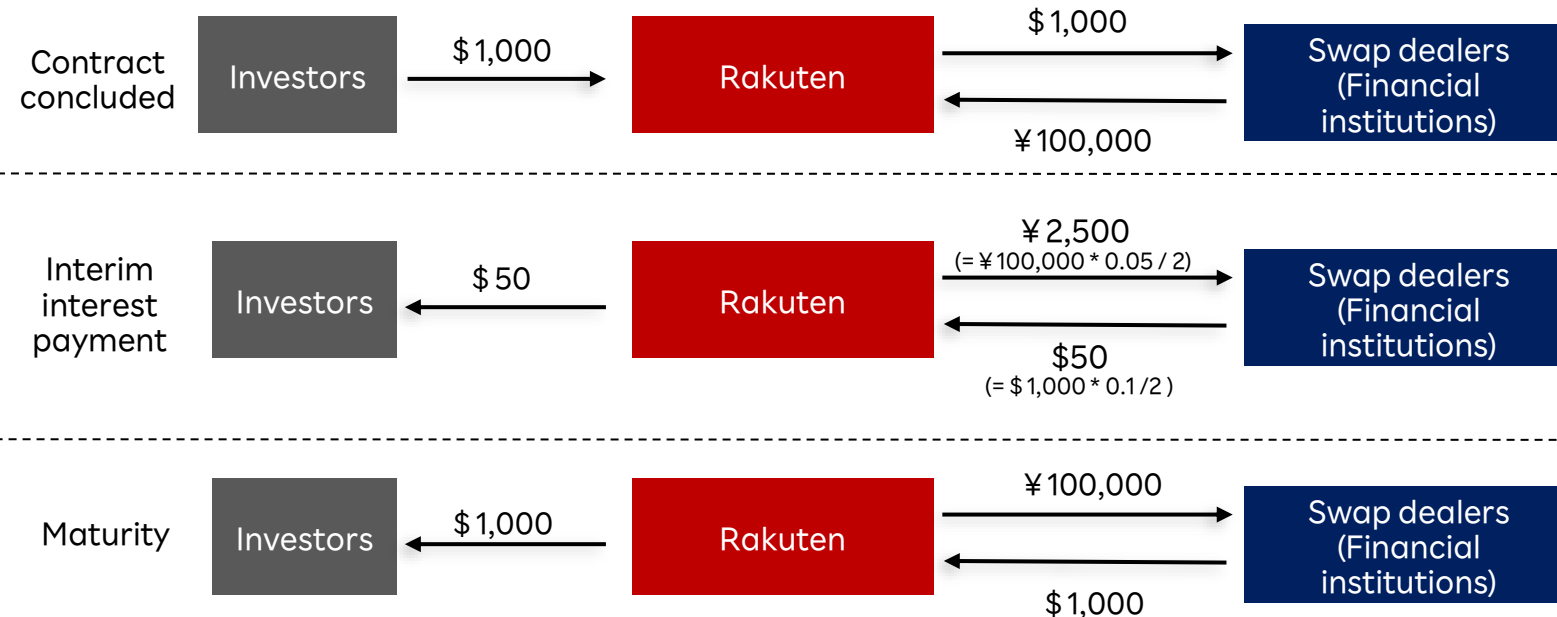 Contract
concluded
Investors
$ 1,000
Rakuten
$ 1,000
¥ 100,000
Swap dealers
(Financial
institutions)
Interim
interest
payment
Investors
$ 50
Rakuten
¥ 2,500
(= ¥ 100,000 * 0.05 / 2)
$50
(= $ 1,000 * 0.1 /2 )
Swap dealers
(Financial
institutions)
Maturity
Investors
$ 1,000
Rakuten
¥ 100,000
$ 1,000
Swap dealers
(Financial
institutions)